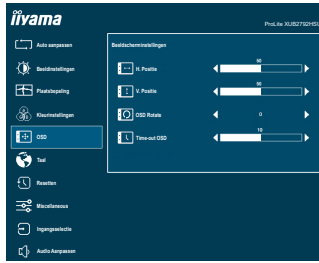 iiyama
ProLite XUB2792HSU
Auto aanpassen
Beeldinstellingen
Plaatsbepaling
Kleurinstellingen
OSD
Taal
Resetten
Miscellaneous
Ingangsselectie
Audio Aanpassen
Beeldscherminstellingen
H. Positie
50
V. Positie
50
OSD Rotate
0
Time-out OSD
10